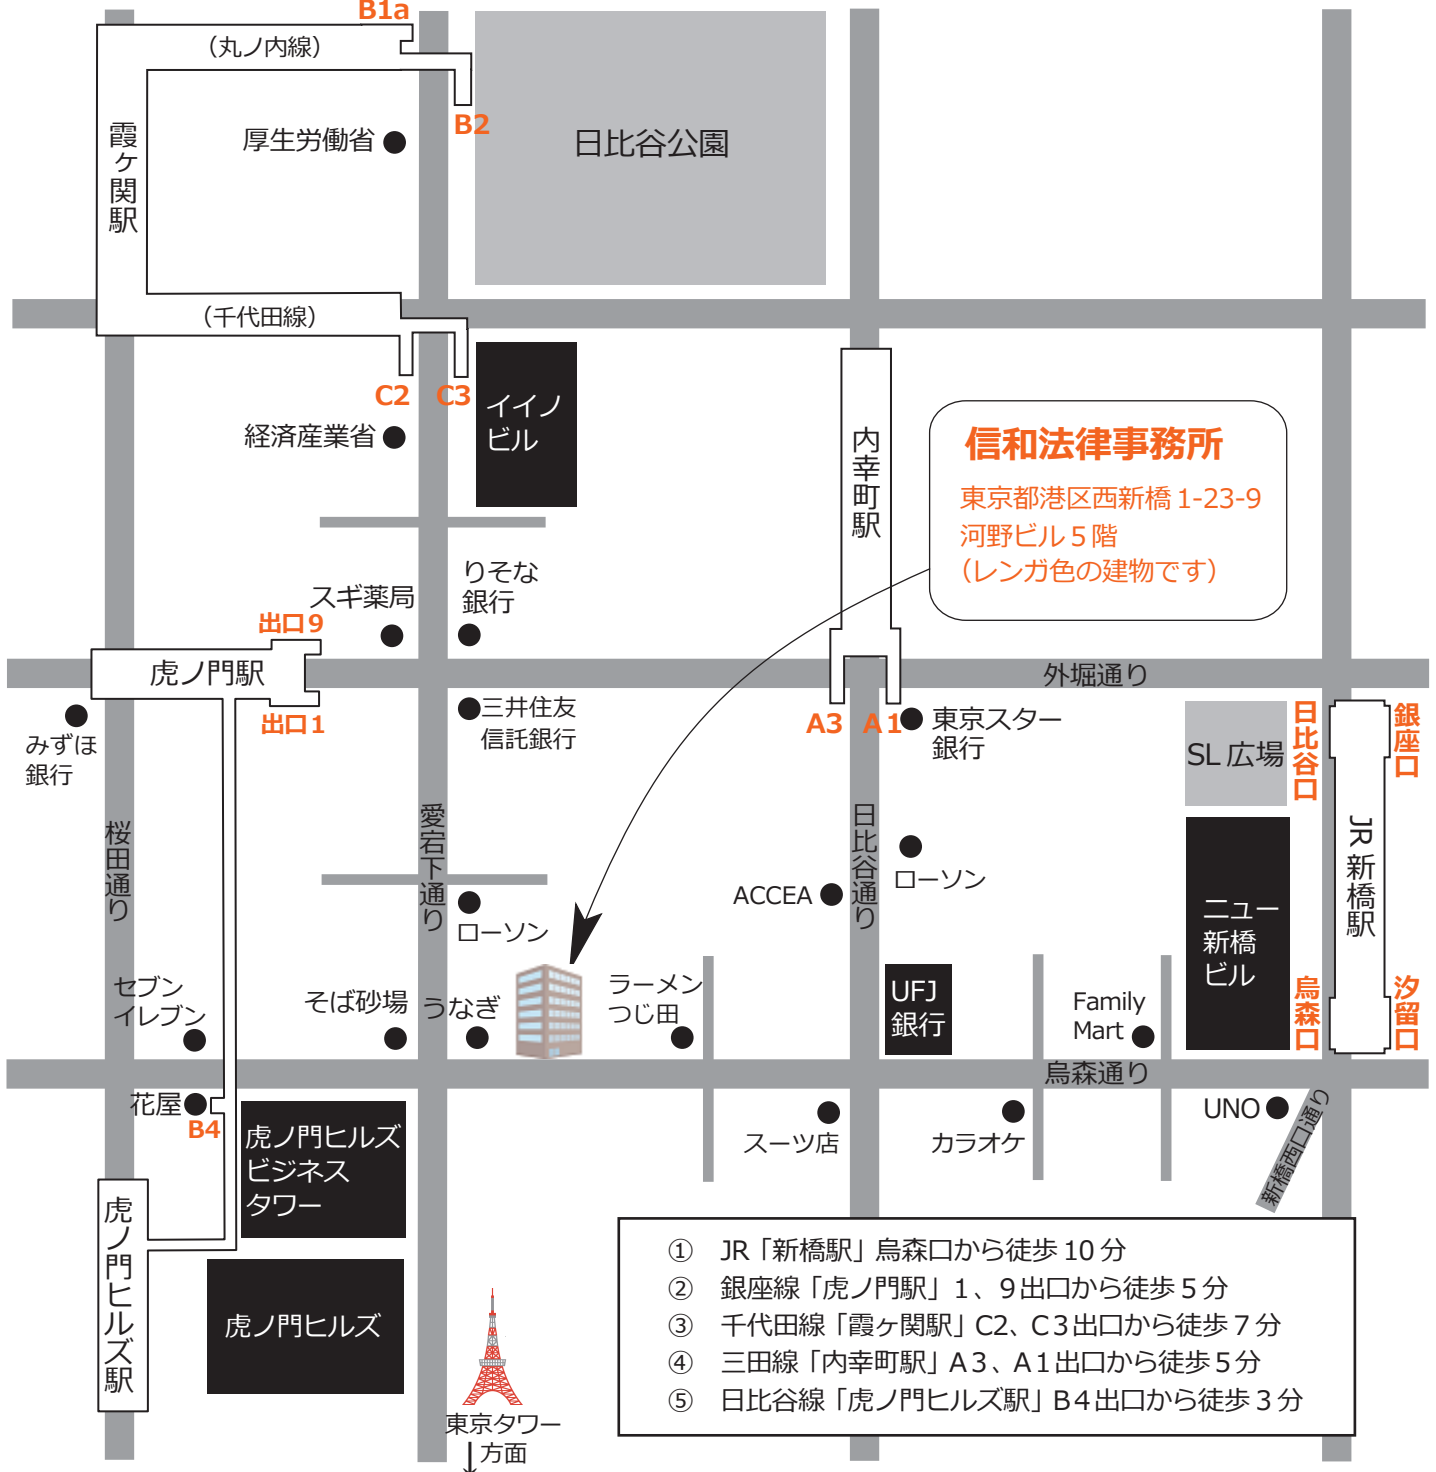 B1a
（丸ノ内線）
B2
霞ヶ関駅
厚生労働省
日比谷公園
（千代田線）
C2
C3
経済産業省
イイノ
ビル
内幸町駅
信和法律事務所
東京都港区西新橋 1-23-9
河野ビル 5 階
（レンガ色の建物です）
りそな
銀行
スギ薬局
出口 9
虎ノ門駅
出口 1
外堀通り
みずほ
銀行
三井住友
信託銀行
A3
A1
東京スター
銀行
SL 広場
日比谷口
銀座口
桜田通り
愛宕下通り
日比谷通り
JR 新橋駅
ローソン
ACCEA
ローソン
ニュー
新橋
ビル
セブン
イレブン
そば砂場
うなぎ
ラーメン
つじ田
UFJ
銀行
Family
Mart
烏森口
汐留口
烏森通り
花屋
B4
虎ノ門ヒルズ
ビジネス
タワー
スーツ店
カラオケ
UNO
新橋西口通り
虎ノ門ヒルズ駅
虎ノ門ヒルズ
東京タワー
方面
① JR「新橋駅」烏森口から徒歩 10 分
② 銀座線「虎ノ門駅」1、9出口から徒歩 5 分
③ 千代田線「霞ヶ関駅」C2、C3出口から徒歩 7 分
④ 三田線「内幸町駅」A3、A1出口から徒歩 5 分
⑤ 日比谷線「虎ノ門ヒルズ駅」B4出口から徒歩 3 分